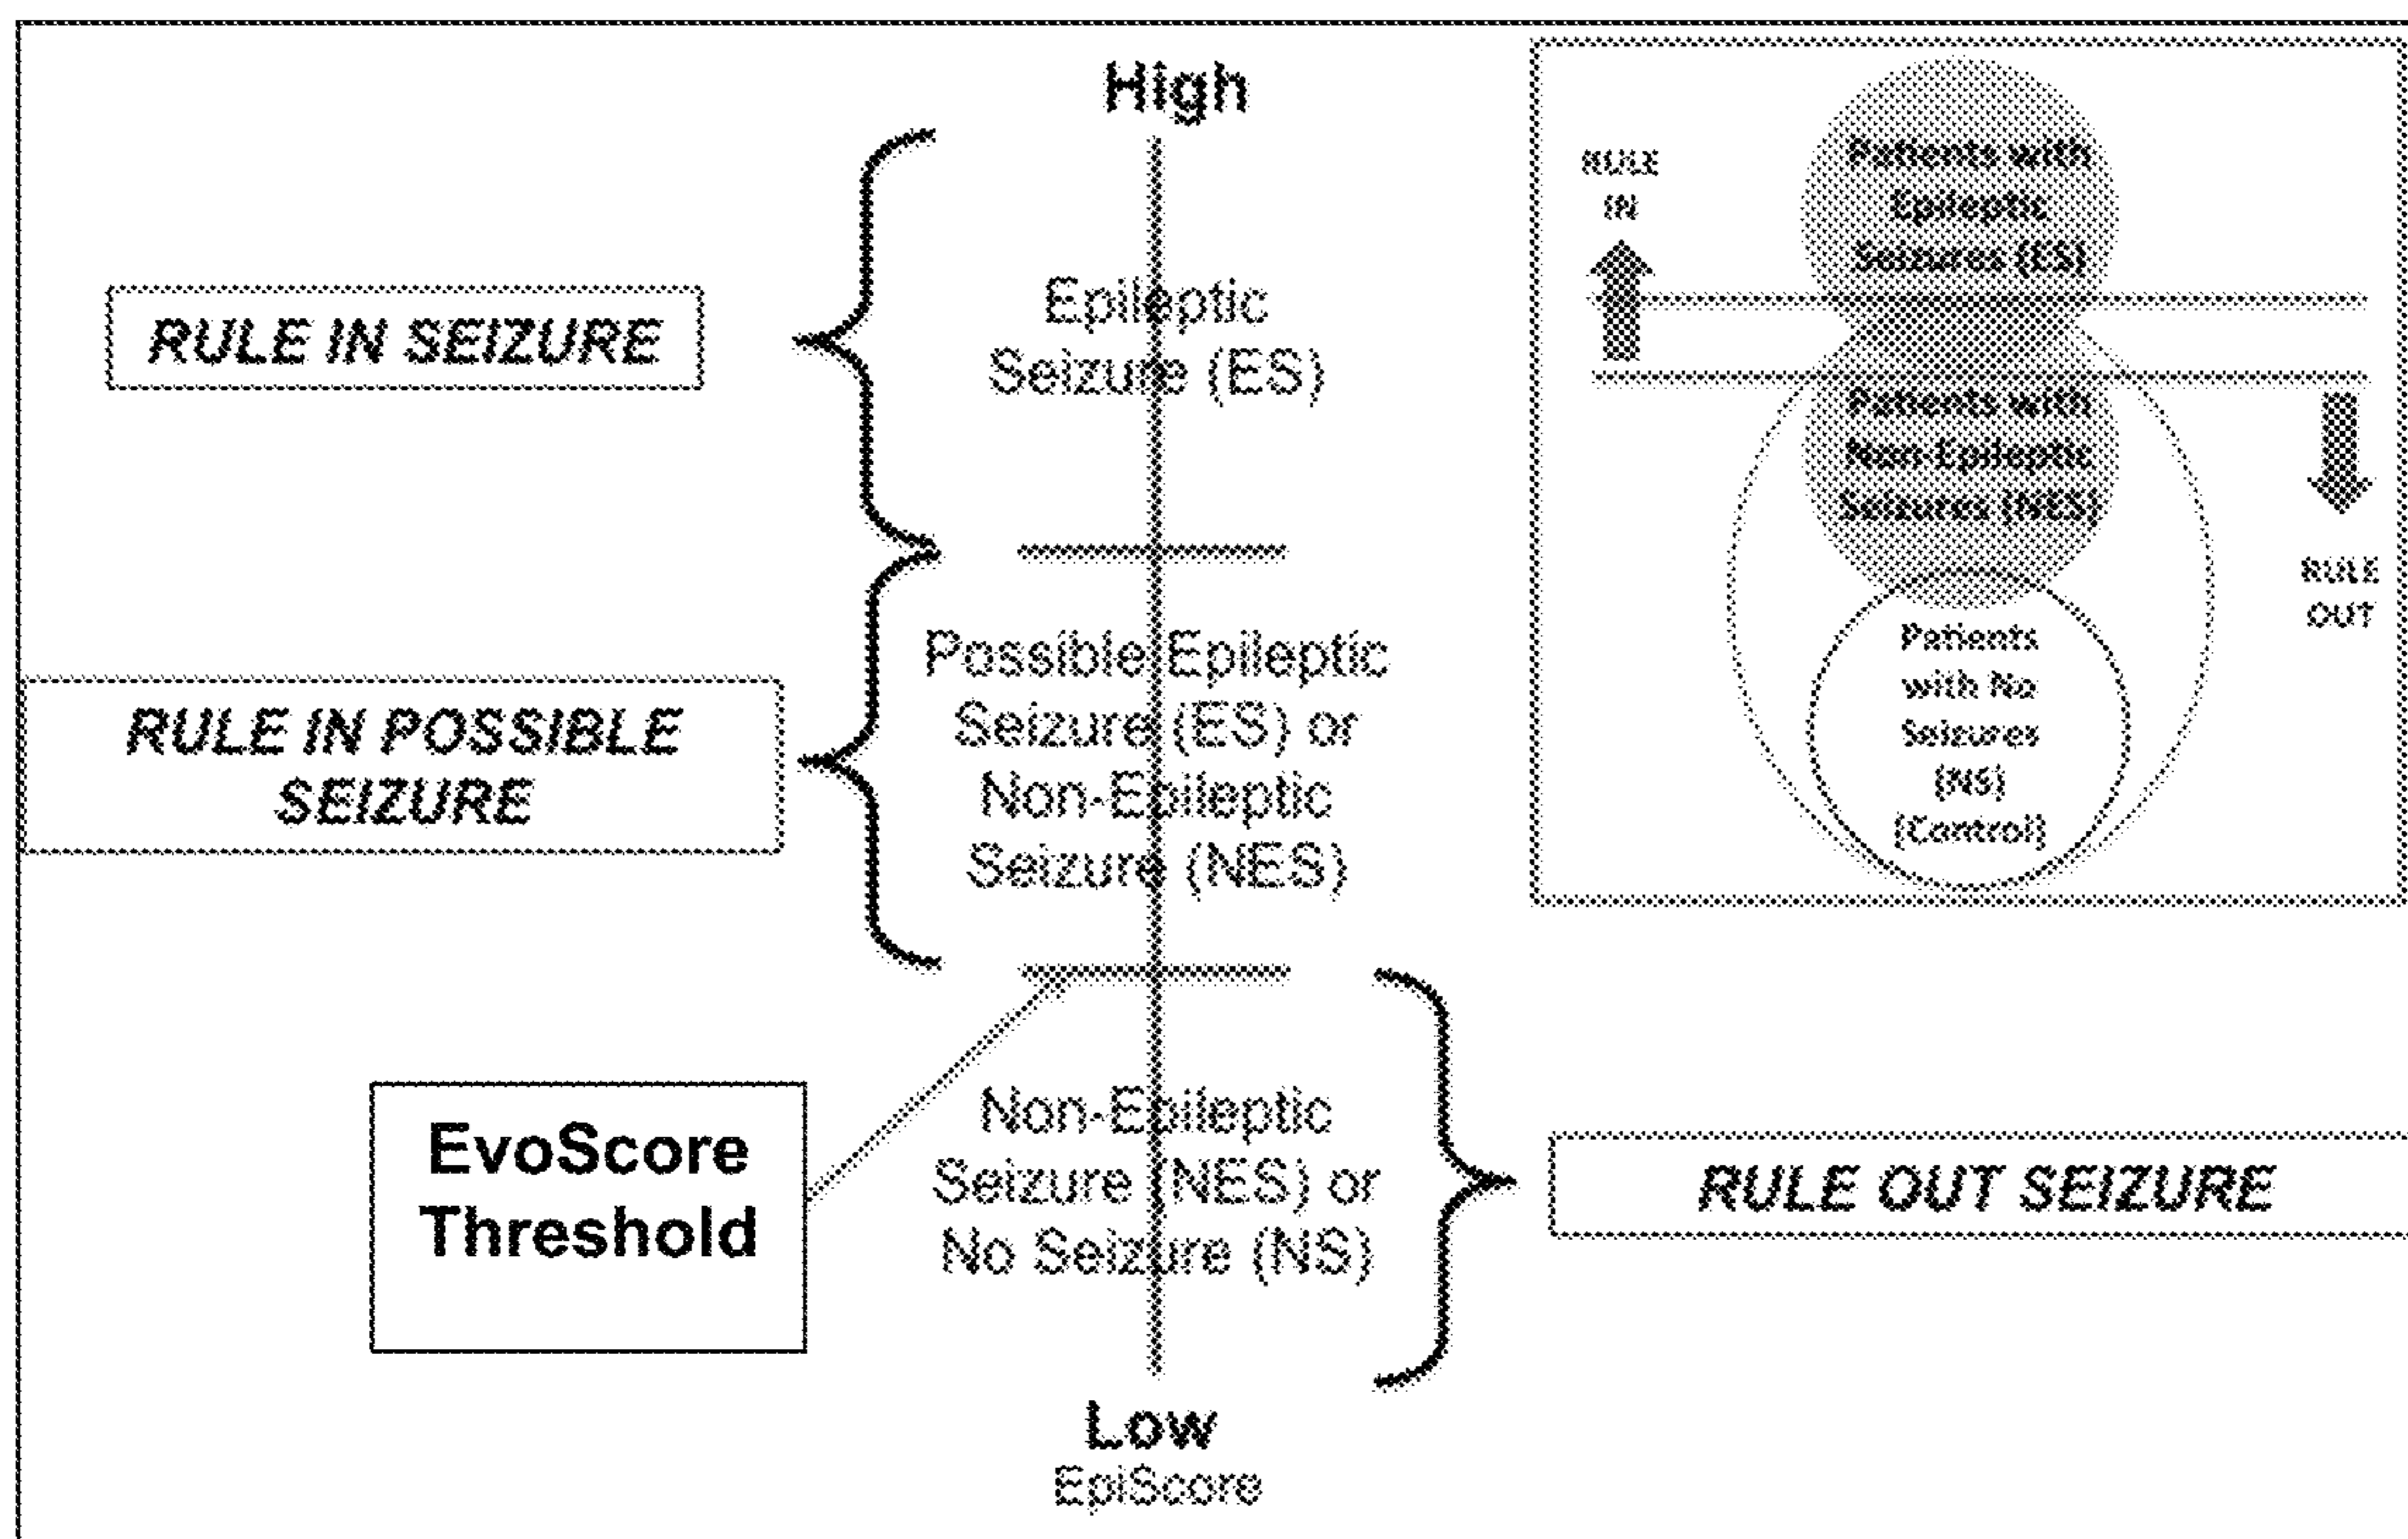 High
RULE IN SEIZURE
Epileptic
Seizure (ES)
RULE IN POSSIBLE
SEIZURE
Possible Epileptic
Seizure (ES) or
Non-Epileptic
Seizure (NES)
EvoScore
Threshold
Non-Epileptic
Seizure (NES) or
No Seizure (NS)
RULE OUT SEIZURE
Low
EpiScore
RULE
IN
Patients with
Epileptic
Seizures (ES)
Patients with
Non-Epileptic
Seizures (NES)
RULE
OUT
Patients
with No
Seizures
(NS)
(Control)